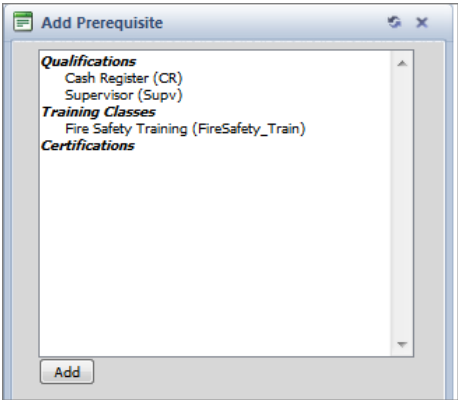 Add Prerequisite
Qualifications
Cash Register (CR)
Supervisor (Supv)
Training Classes
Fire Safety Training (FireSafety_Train)
Certifications
Add